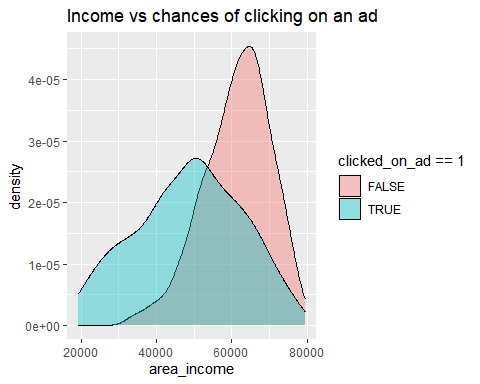 Income vs chances of clicking on an ad
4e-05
3e-05
2e-05
1e-05
0e+00
density
20000 40000 60000 80000
area_income
clicked_on_ad == 1
FALSE
TRUE